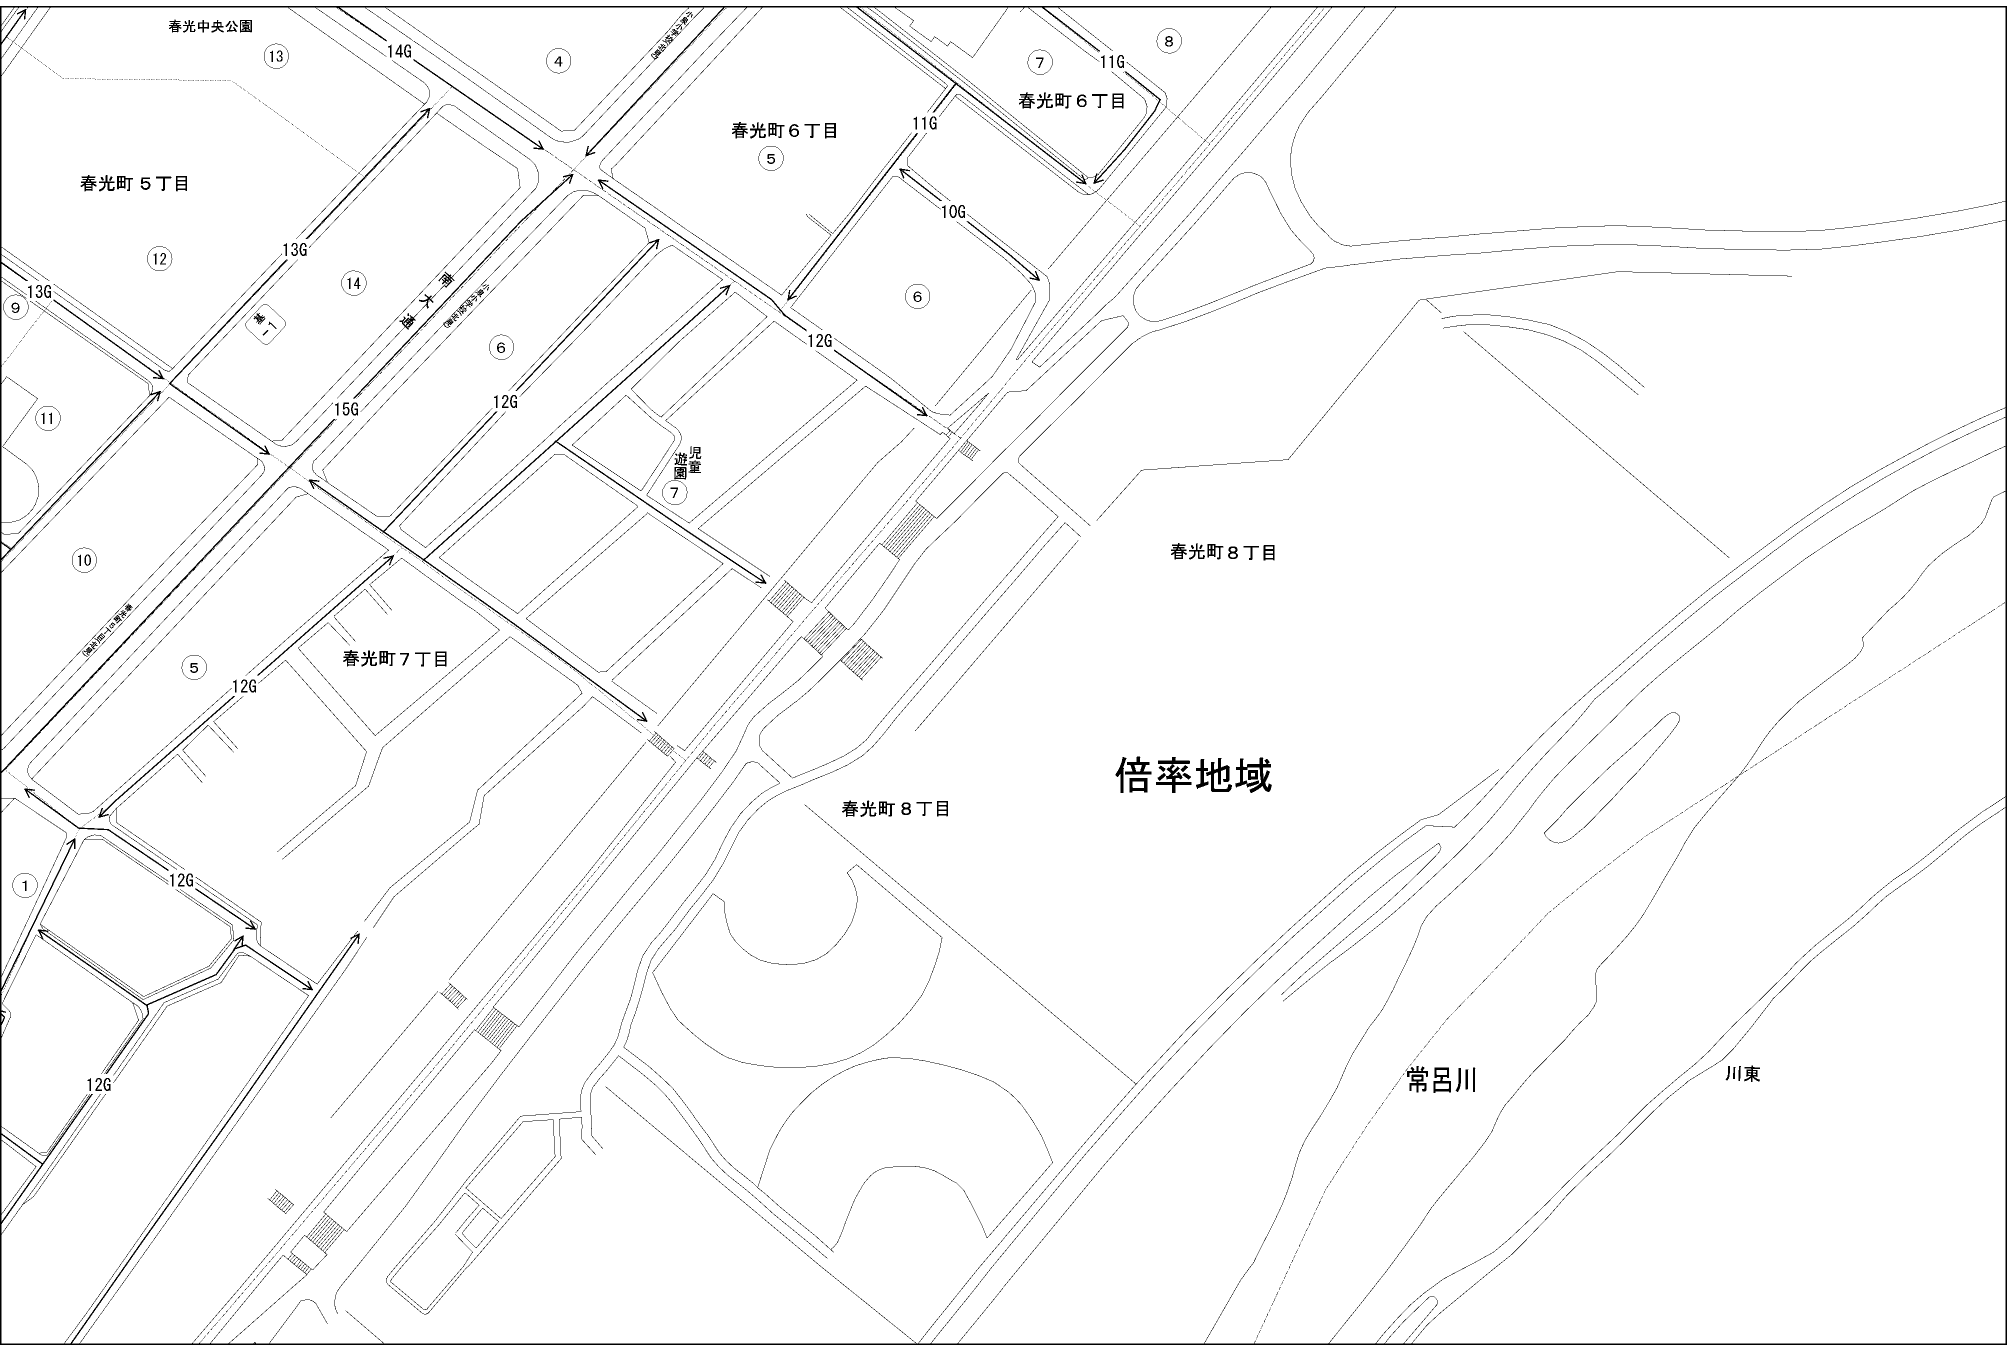 春光中央公園
13
14G
4
7
8
11G
春光町６丁目
春光町６丁目
5
11G
春光町５丁目
10G
12
13G
14
南大通
13G
9
6
12G
6
11
15G
12G
児童
遊園
7
10
春光町８丁目
5
春光町７丁目
12G
倍率地域
春光町８丁目
1
12G
12G
常呂川
川東